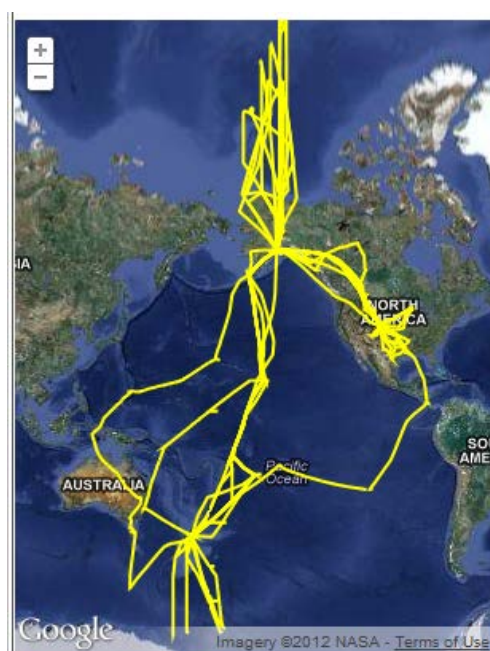 +
−
IA
NORTH
AMERICA
SOU
AME
Pacific
Ocean
AUSTRALIA
Google
Imagery ©2012 NASA - Terms of Use